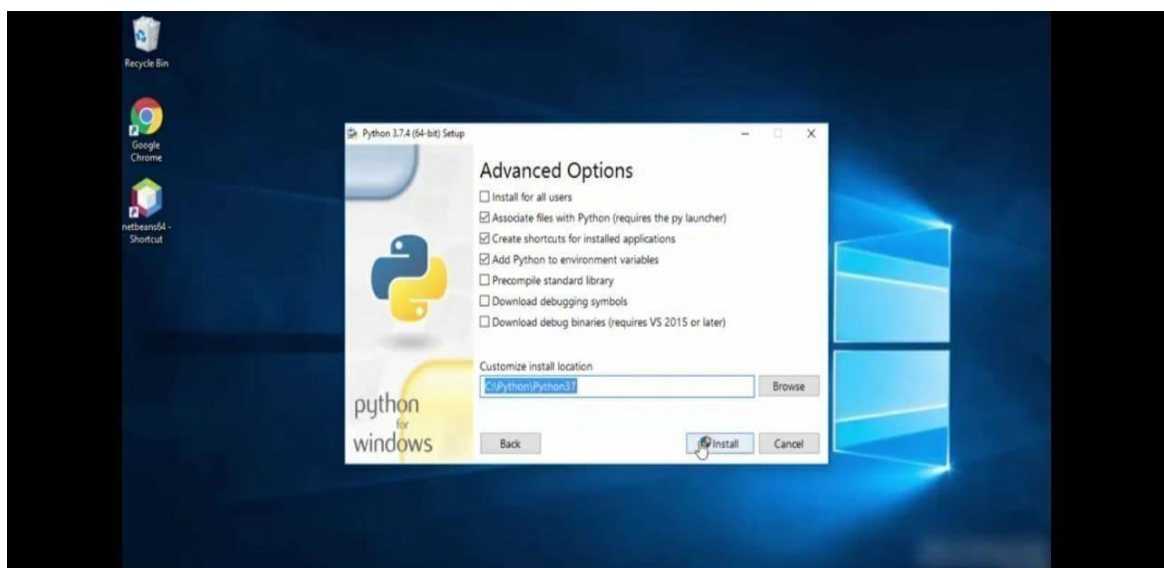 Recycle Bin
Google
Chrome
netbeans64 -
Shortcut
Python 3.7.4 (64-bit) Setup
Advanced Options
Install for all users
Associate files with Python (requires the py launcher)
Create shortcuts for installed applications
Add Python to environment variables
Precompile standard library
Download debugging symbols
Download debug binaries (requires VS 2015 or later)
Customize install location
C:\Python\Python37
Browse
python
for
windows
Back
Install
Cancel